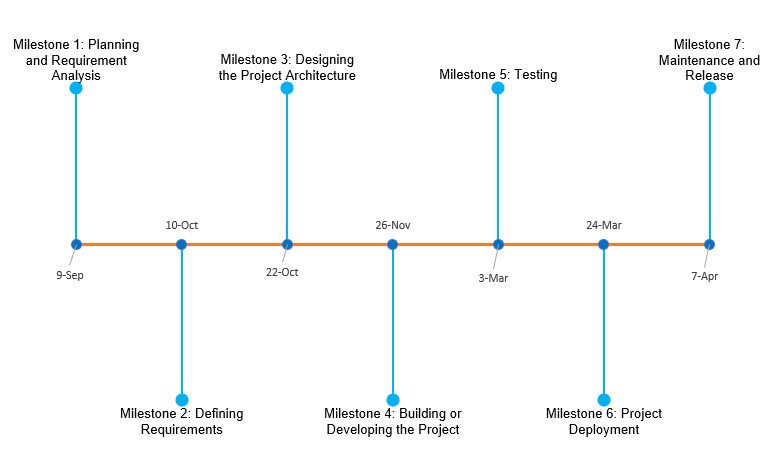 Milestone 1: Planning
and Requirement
Analysis
Milestone 3: Designing
the Project Architecture
Milestone 5: Testing
Milestone 7:
Maintenance and
Release
10-Oct
26-Nov
24-Mar
9-Sep
22-Oct
3-Mar
7-Apr
Milestone 2: Defining
Requirements
Milestone 4: Building or
Developing the Project
Milestone 6: Project
Deployment